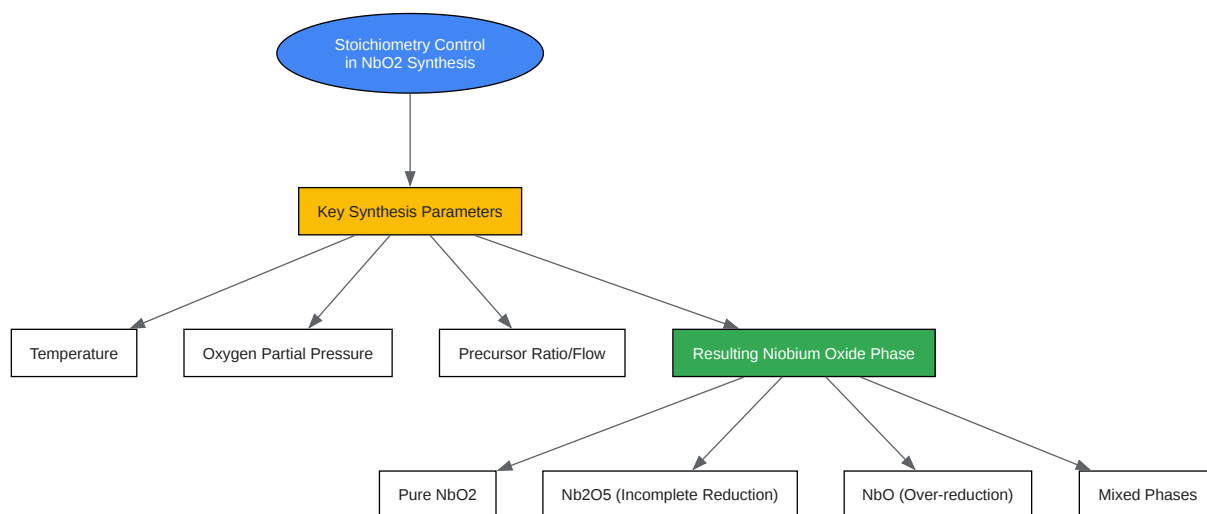 Stoichiometry Control
in NbO2 Synthesis
Key Synthesis Parameters
Temperature
Oxygen Partial Pressure
Precursor Ratio/Flow
Resulting Niobium Oxide Phase
Pure NbO2
Nb2O5 (Incomplete Reduction)
NbO (Over-reduction)
Mixed Phases